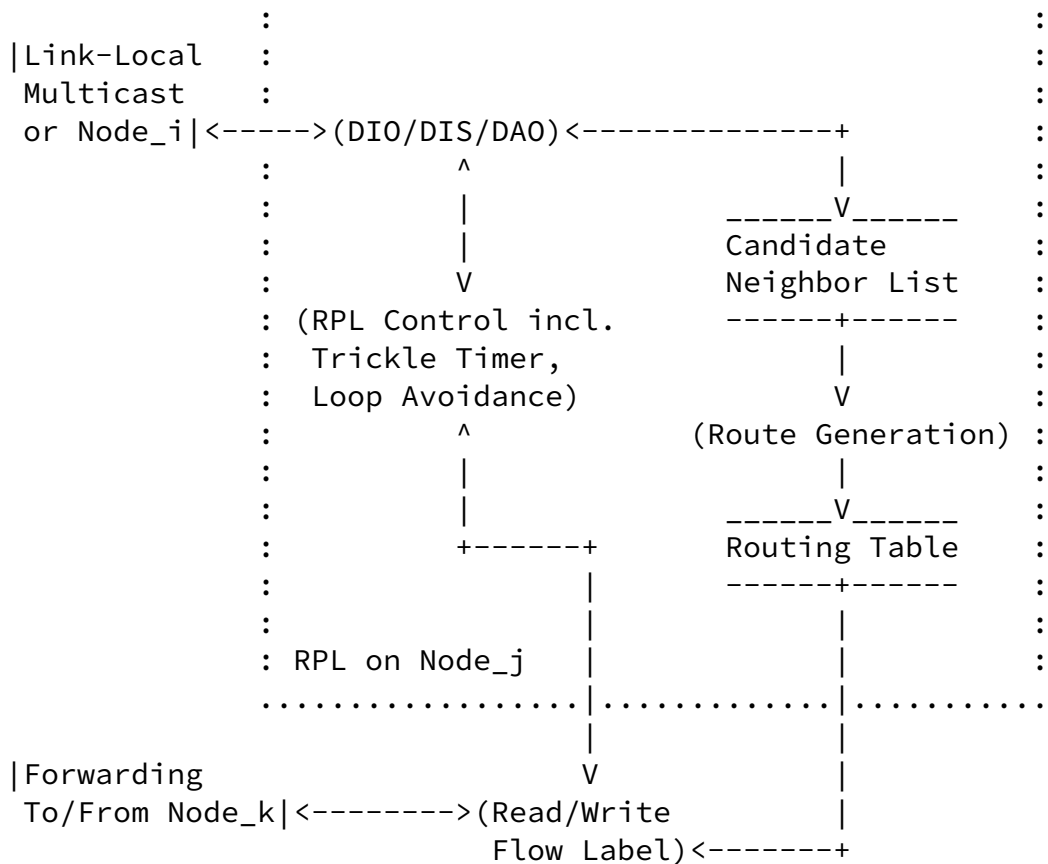 :                                           :
|Link-Local       :                                           :
 Multicast        :                                           :
 or Node_i|<----->(DIO/DIS/DAO)<--------------+               :
                  :          ^                |               :
                  :          |          ______V______         :
                  :          |          Candidate             :
                  :          V          Neighbor List         :
                  : (RPL Control incl.  ------+------         :
                  :  Trickle Timer,           |               :
                  :  Loop Avoidance)          V               :
                  :          ^        (Route Generation)      :
                  :          |                |               :
                  :          |          ______V______         :
                  :          +------+   Routing Table         :
                  :                 |   ------+------         :
                  :                 |         |               :
                  : RPL on Node_j   |         |               :
                  ..................|.........|................
                                    |         |
|Forwarding                         V         |
 To/From Node_k|<-------->(Read/Write         |
                           Flow Label)<-------+